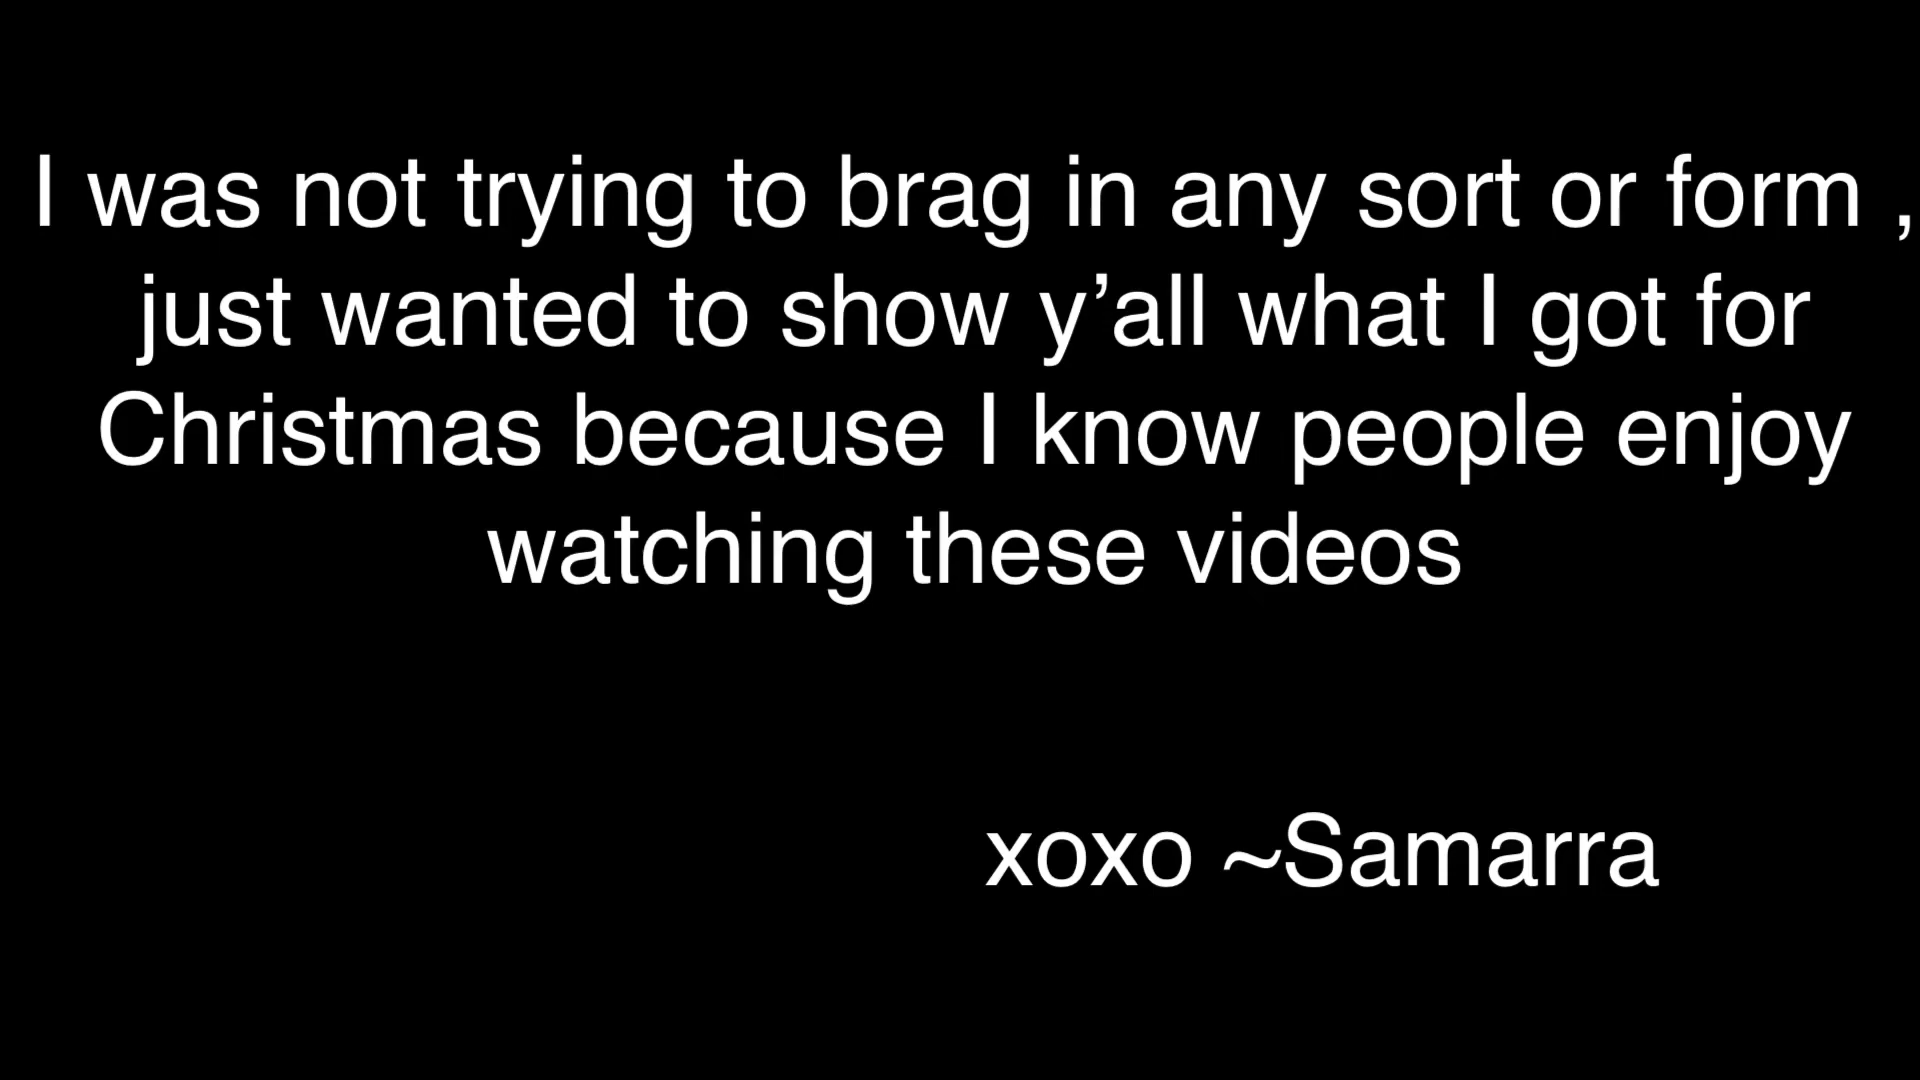 I was not trying to brag in any sort or form ,
just wanted to show y’all what I got for
Christmas because I know people enjoy
watching these videos
xoxo ~Samarra